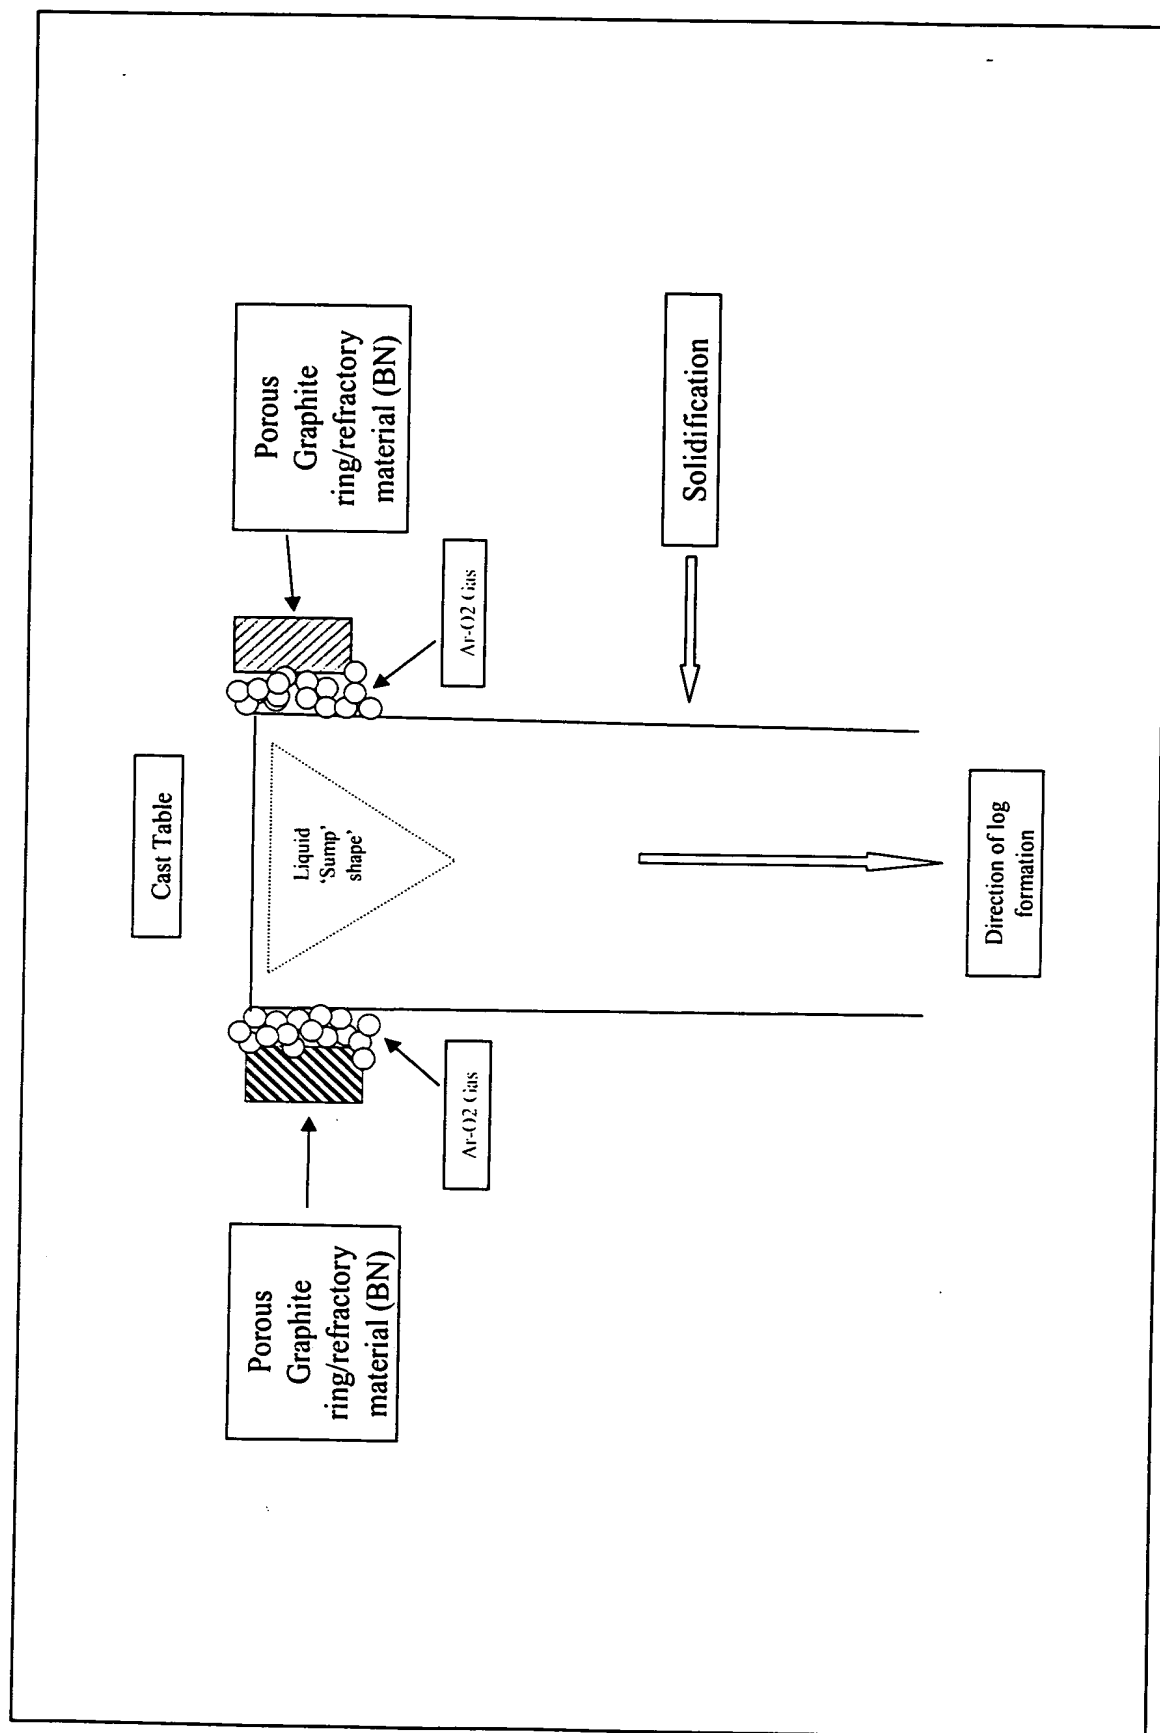 Cast Table
Porous
Graphite
ring/refractory
material (BN)
Porous
Graphite
ring/refractory
material (BN)
Liquid
‘Sump’
shape’
Ar-O2 Gas
Ar-O2 Gas
Solidification
Direction of log
formation